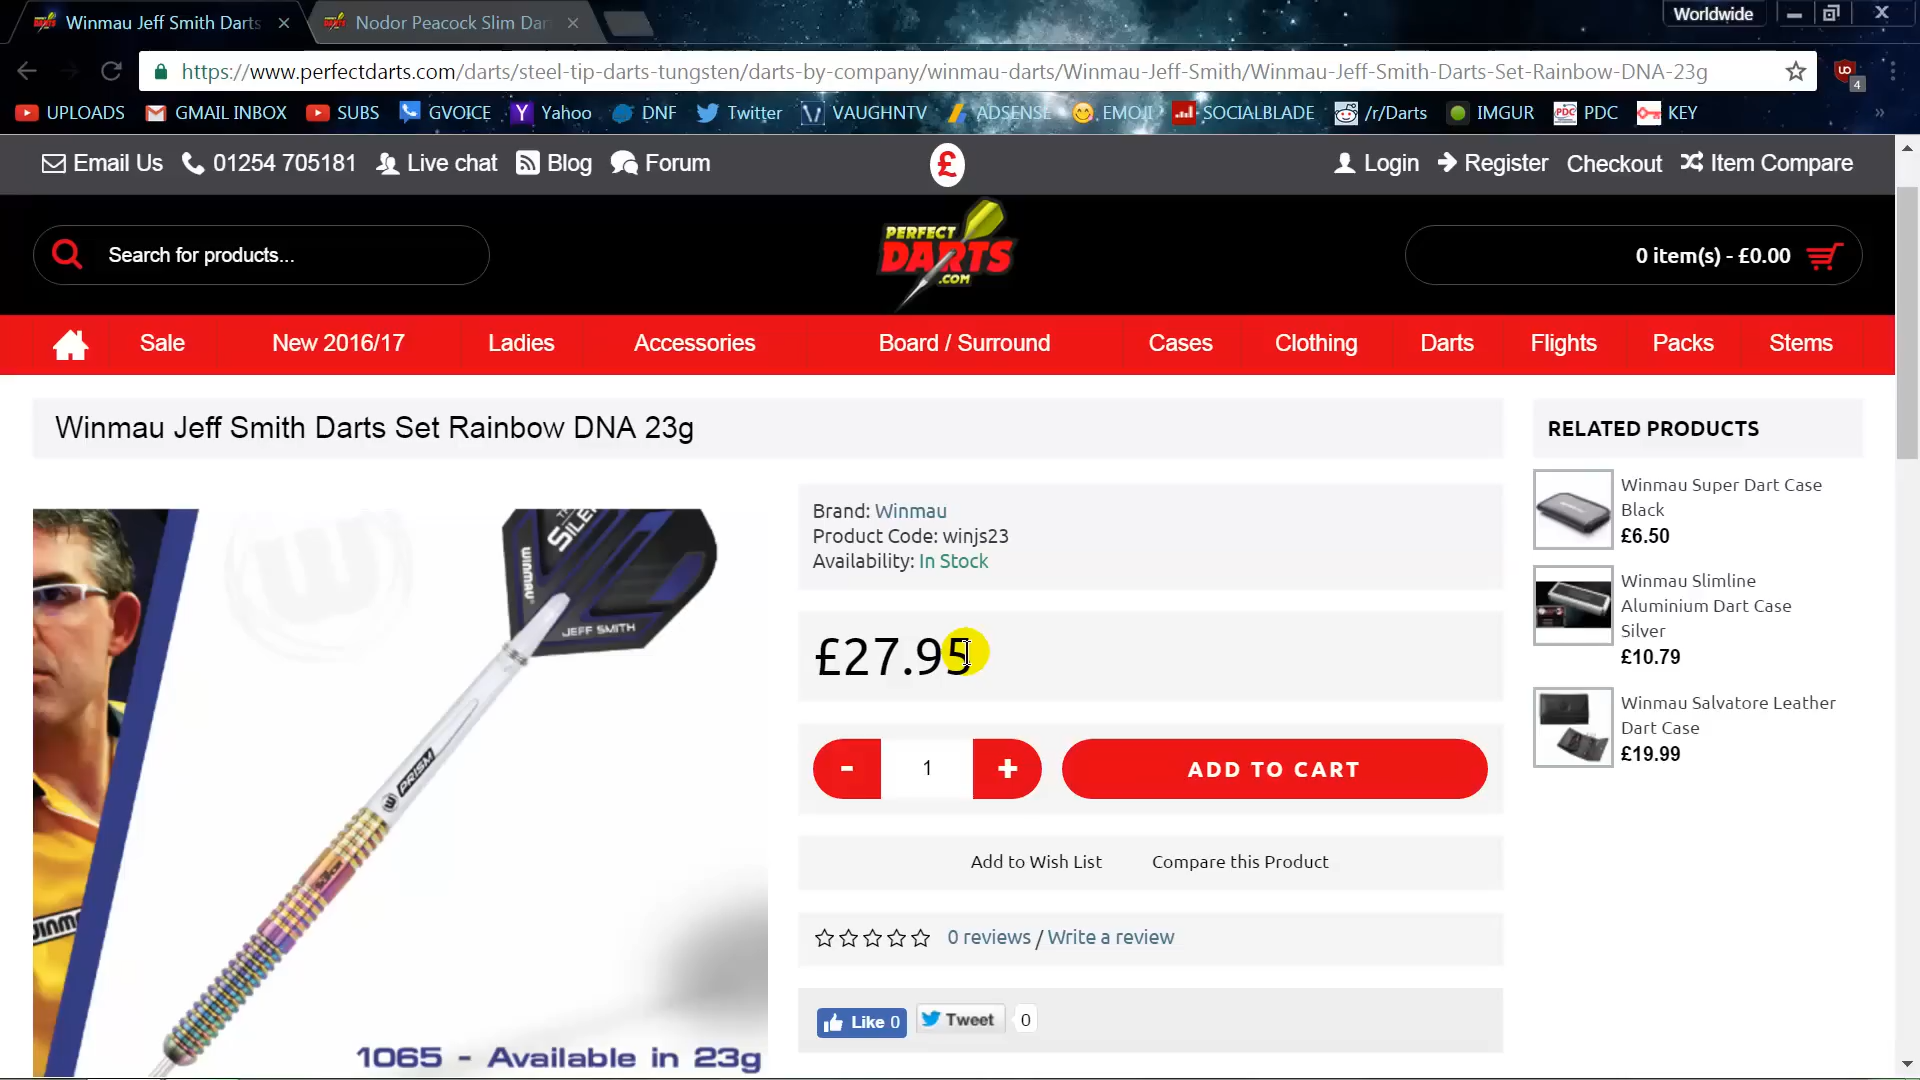 Winmau Jeff Smith Darts
Nodor Peacock Slim Dar
Worldwide
https://www.perfectdarts.com/darts/steel-tip-darts-tungsten/darts-by-company/winmau-darts/Winmau-Jeff-Smith/Winmau-Jeff-Smith-Darts-Set-Rainbow-DNA-23g
4
UPLOADS GMAIL INBOX SUBS GVOICE Yahoo DNF Twitter VAUGHNTV ADSENSE EMOJI SOCIALBLADE /r/Darts IMGUR PDC KEY »
Email Us 01254 705181 Live chat Blog Forum £ Login Register Checkout Item Compare
Search for products...
PERFECT
DARTS
.COM
0 item(s) - £0.00
Sale New 2016/17 Ladies Accessories Board / Surround Cases Clothing Darts Flights Packs Stems
Winmau Jeff Smith Darts Set Rainbow DNA 23g
WINMAU
JEFF SMITH
PRISM
1065 - Available in 23g
Brand: Winmau
Product Code: winjs23
Availability: In Stock
£27.95
- 1 + ADD TO CART
Add to Wish List Compare this Product
0 reviews / Write a review
Like 0 Tweet 0
RELATED PRODUCTS
Winmau Super Dart Case
Black
£6.50
Winmau Slimline
Aluminium Dart Case
Silver
£10.79
Winmau Salvatore Leather
Dart Case
£19.99